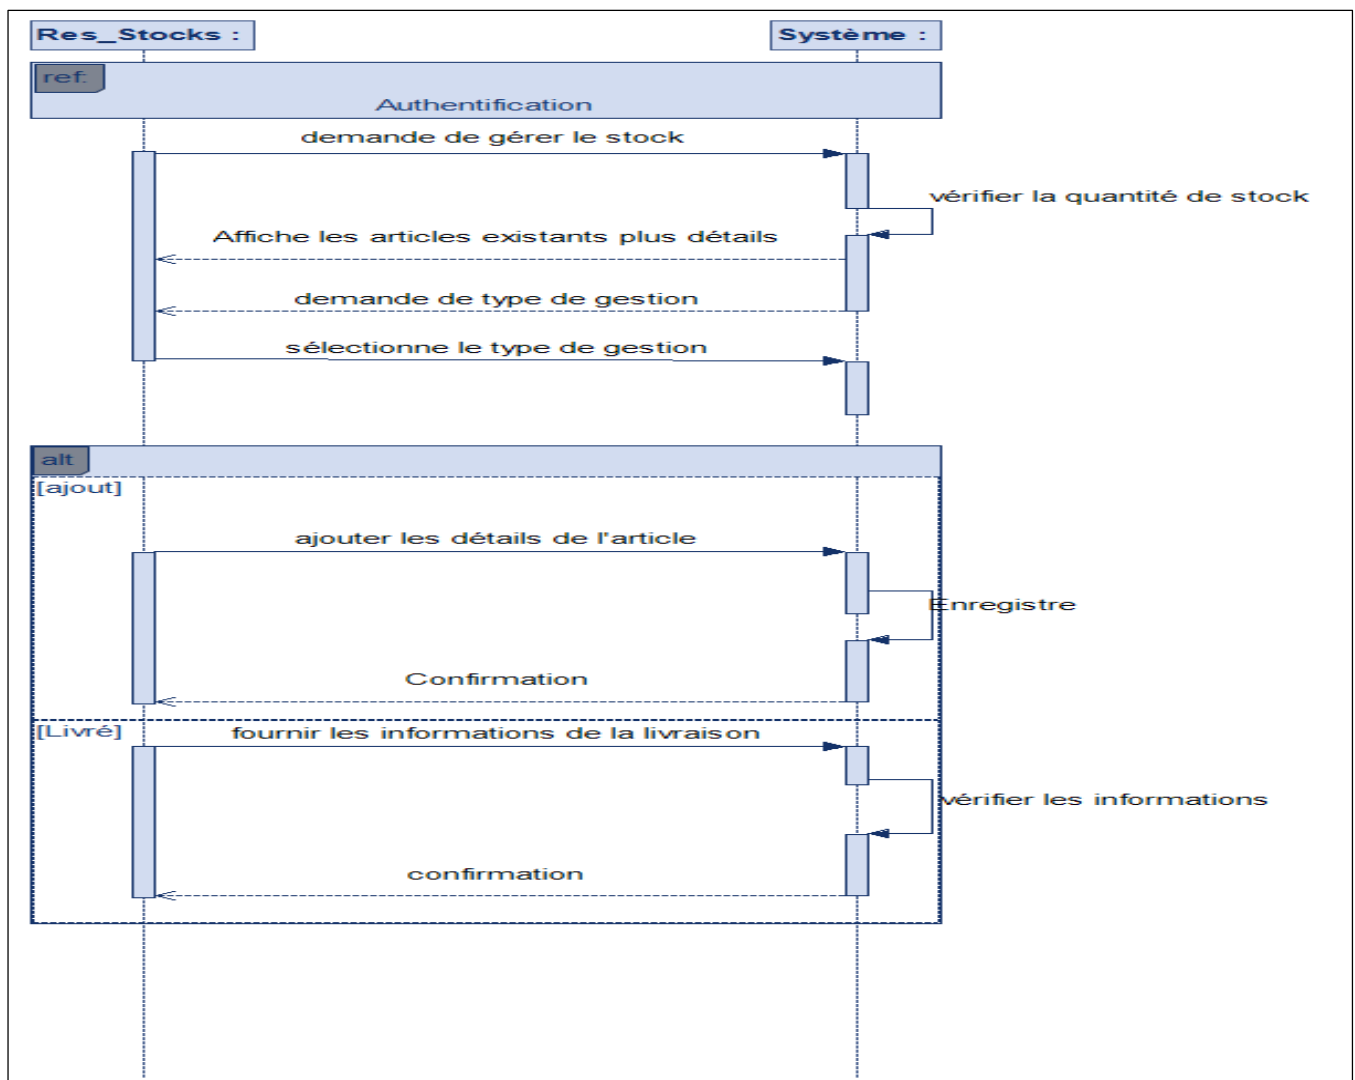 Res_Stocks :
Système :
ref:
Authentification
demande de gérer le stock
vérifier la quantité de stock
Affiche les articles existants plus détails
demande de type de gestion
sélectionne le type de gestion
alt
[ajout]
ajouter les détails de l'article
Enregistre
Confirmation
[Livré]
fournir les informations de la livraison
vérifier les informations
confirmation